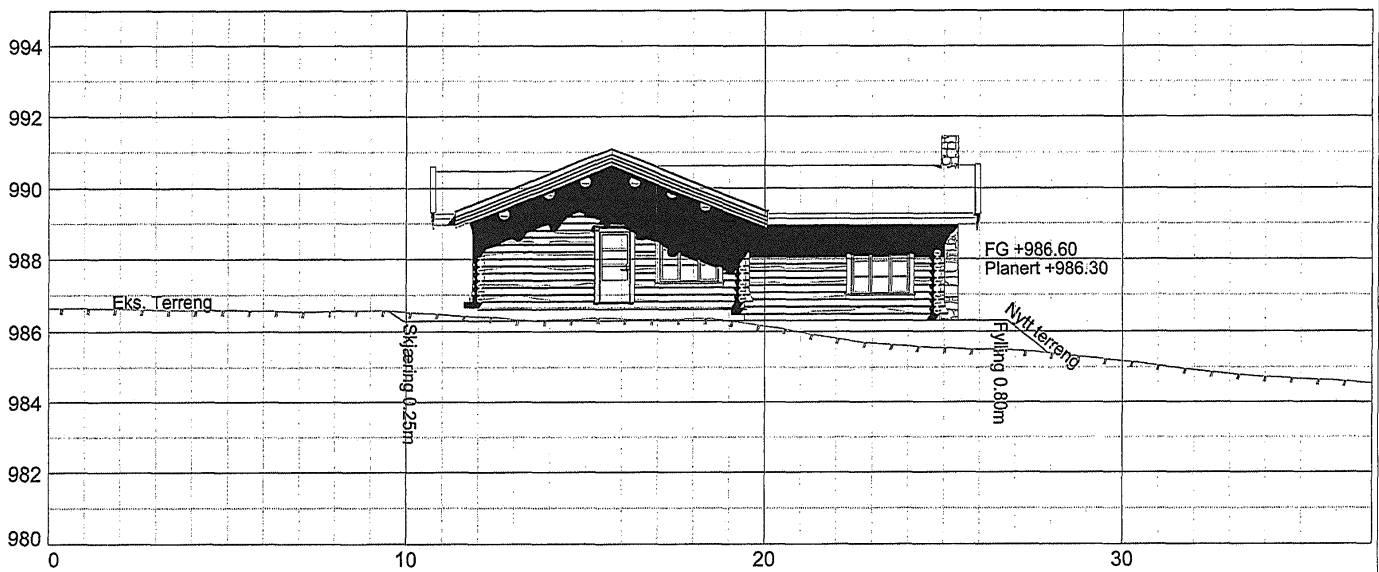 994
992
990
988
986
984
982
980
0
10
20
30
Eks. Terreng
Skjæring 0.25m
FG +986.60
Planert +986.30
Nytt terreng
Fylling 0.80m